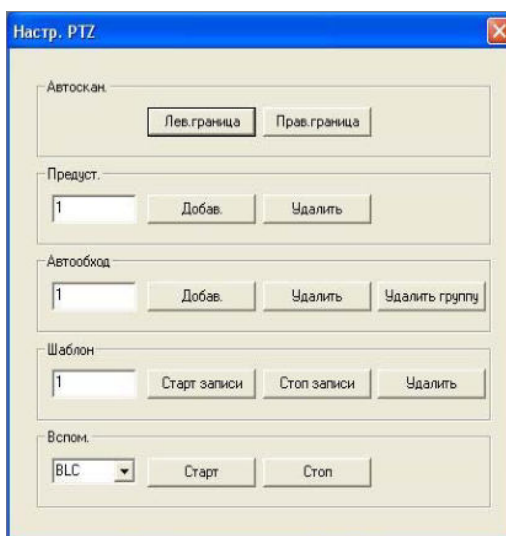 Настр. PTZ
Автоскан.
Лев.граница Прав.граница
Предуст.
1 Добав. Удалить
Автообход
1 Добав. Удалить Удалить группу
Шаблон
1 Старт записи Стоп записи Удалить
Вспом.
BLC Старт Стоп